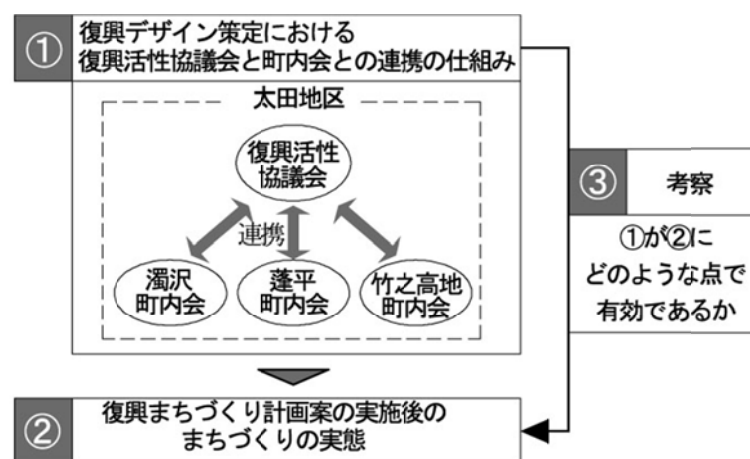 ①
復興デザイン策定における
復興活性協議会と町内会との連携の仕組み
太田地区
復興活性
協議会
連携
濁沢
町内会
蓬平
町内会
竹之高地
町内会
②
復興まちづくり計画案の実施後の
まちづくりの実態
③
考察
①が②に
どのような点で
有効であるか